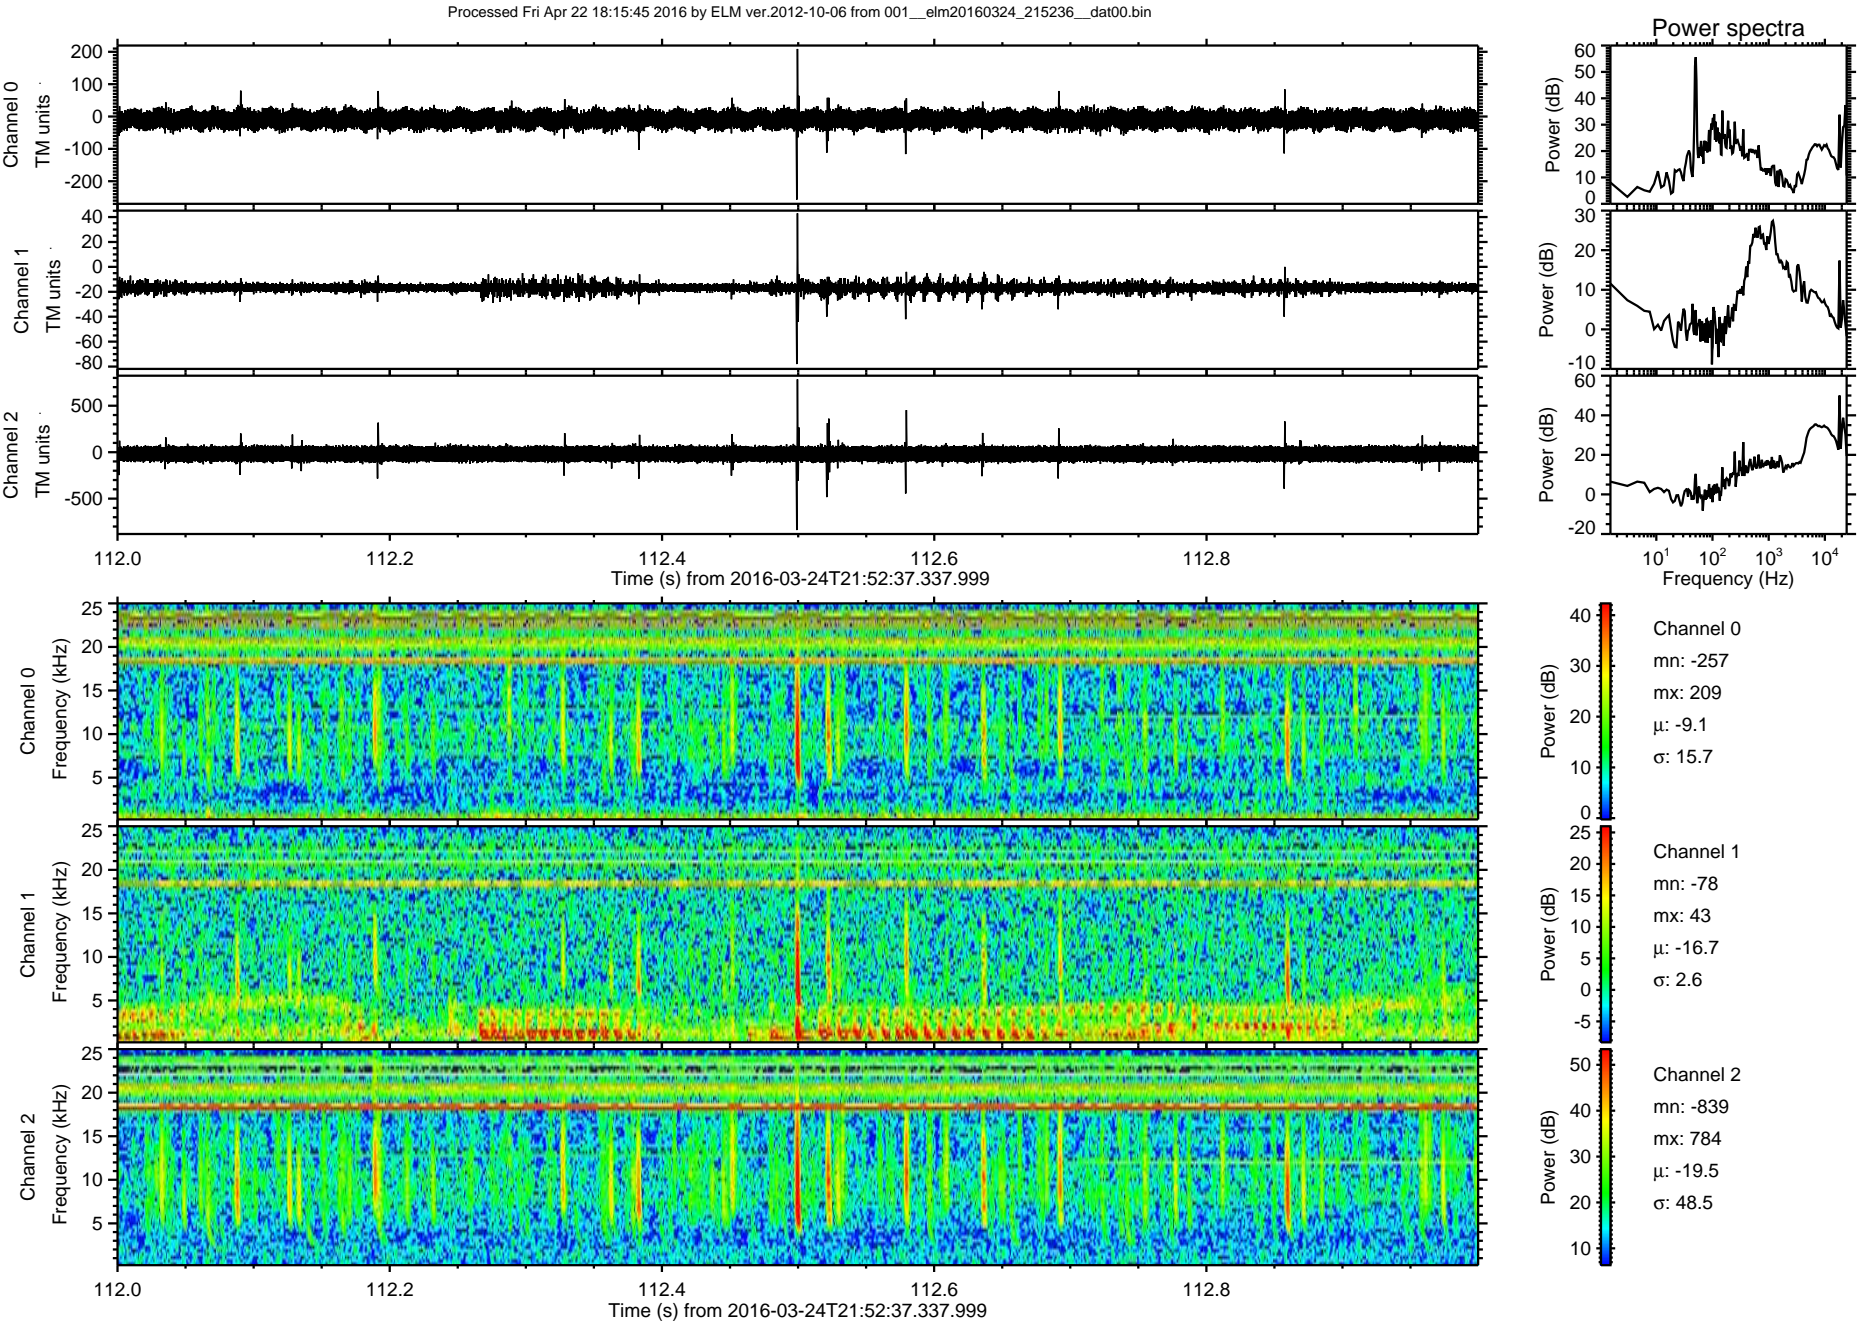 Processed Fri Apr 22 18:15:45 2016 by ELM ver.2012-10-06 from 001__elm20160324_215236__dat00.bin
Power spectra
Channel 0
TM units
200
100
0
-100
-200
Power (dB)
60
50
40
30
20
10
0
Channel 1
TM units
40
20
0
-20
-40
-60
-80
Power (dB)
30
20
10
0
-10
Channel 2
TM units
500
0
-500
Power (dB)
60
40
20
0
-20
112.0 112.2 112.4 112.6 112.8
Time (s) from 2016-03-24T21:52:37.337.999
10^1 10^2 10^3 10^4
Frequency (Hz)
Channel 0
Frequency (kHz)
25
20
15
10
5
Power (dB)
40
30
20
10
0
Channel 0
mn: -257
mx: 209
μ: -9.1
σ: 15.7
Channel 1
Frequency (kHz)
25
20
15
10
5
Power (dB)
25
20
15
10
5
0
-5
Channel 1
mn: -78
mx: 43
μ: -16.7
σ: 2.6
Channel 2
Frequency (kHz)
25
20
15
10
5
Power (dB)
50
40
30
20
10
Channel 2
mn: -839
mx: 784
μ: -19.5
σ: 48.5
112.0 112.2 112.4 112.6 112.8
Time (s) from 2016-03-24T21:52:37.337.999